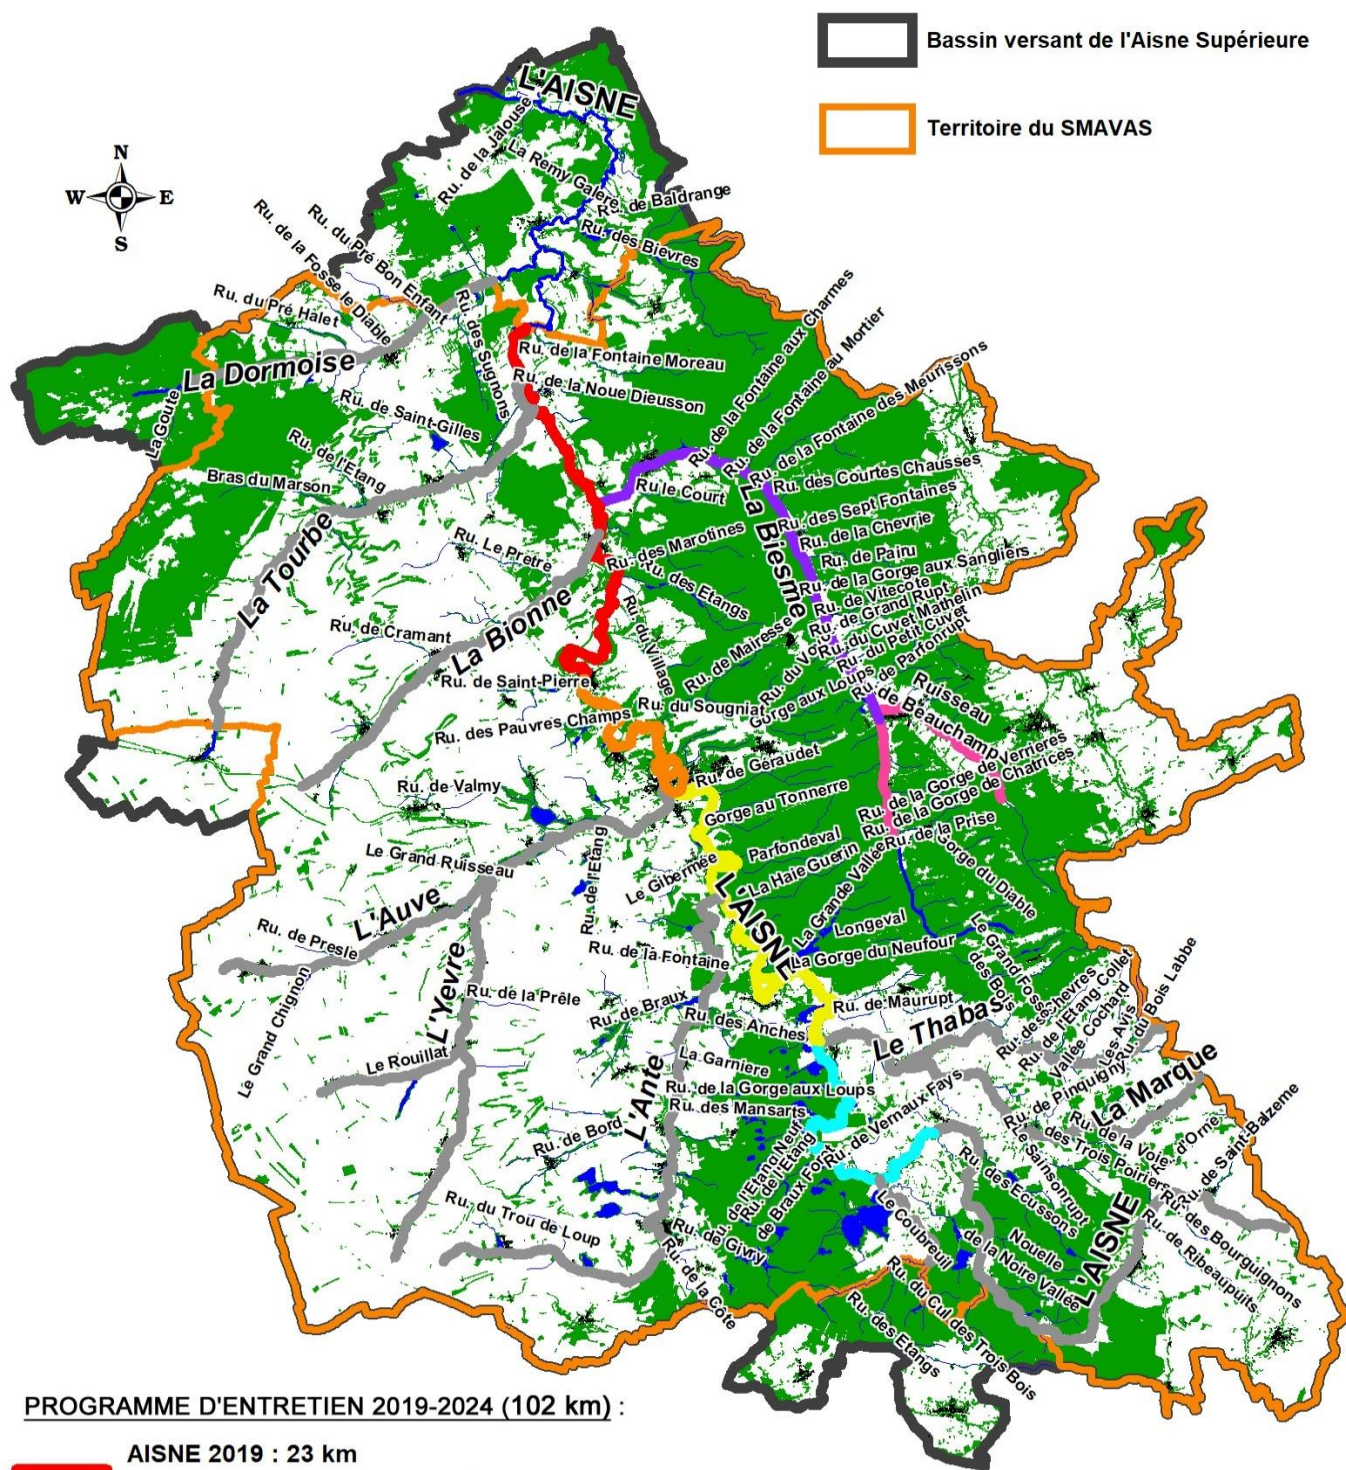 Bassin versant de l'Aisne Supérieure
Territoire du SMAVAS
N
W
E
S
L'AISNE
Ru. de la Jalouse
La Remy Galere
Ru. de Baldrange
Ru. des Bievres
Ru. du Pré Bon Enfant
Ru. de la Fosse le Diable
Ru. du Pré Halet
La Dormoise
La Goute
Ru. des Sugnons
Ru. de la Fontaine Moreau
Ru. de la Noue Dieusson
Ru. de Saint-Gilles
Ru. de l'Etang
Bras du Marson
La Tourbe
Ru. de la Fontaine aux Charmes
Ru. de la Fontaine au Mortier
Ru. de la Fontaine des Meurissons
Ru. des Courtes Chausses
Ru le Court
La Biesme
Ru. des Sept Fontaines
Ru. de la Chevrie
Ru. de Pairu
Ru. de la Gorge aux Sangliers
Ru. de Vitecote
Ru. de Grand Rupt
Ru. du Cuvet Mathelin
Ru. du Petit Cuvet
Ru. de Parfonrupt
Ru. Le Pretre
Ru. des Marotines
Ru. des Etangs
La Bionne
Ru. de Cramant
Ru. du Village
Ru. de Mairesse
Gorge aux Loups
Ruisseau
de Beauchamp
Ru. de Saint-Pierre
Ru. du Sougniat
Ru. des Pauvres Champs
Ru. de Géraudet
Ru. de la Gorge de Verrieres
Ru. de la Gorge de Chatrices
Ru. de la Prise
Ru. de Valmy
Gorge au Tonnerre
Parfondeval
La Haie Guerin
La Grande Vallée
Gorge du Diable
Le Grand Ruisseau
Ru. de l'Etang
Le Gibermée
L'AISNE
Longeval
La Gorge du Neufour
L'Auve
Ru. de Presle
Le Grand Chignon
L'Yevre
Ru. de la Fontaine
Le Grand Fosse
des Bois
Ru. de la Prêle
Ru. de Braux
Ru. des Anches
Ru. de Maurupt
Le Thabas
Ru. de l'Etang Collet
Vallée Cochard
Le Rouillat
La Garniere
L'Ante
Ru. de la Gorge aux Loups
Ru. des Mansarts
Ru. de Vernaux Fays
La Marque
Ru. de Pinquigny
Ru. de la Voie
des Trois Poiriers
Ru. d'Orne
Ru. de Saint-Balzeme
Le Sainsonrupt
Ru. de Bord
Ru. de l'Etang
de Braux Foret
Ru. des Ecussons
Nouelle
L'AISNE
Ru. des Bourguignons
Ru. de Ribeaupuits
Ru. du Trou de Loup
Ru. de Givry
Ru. de la Côte
Le Coubreuil
de la Noire Vallée
Ru. du Cul des Trois Bois
Ru. des Etangs
PROGRAMME D'ENTRETIEN 2019-2024 (102 km) :
AISNE 2019 : 23 km